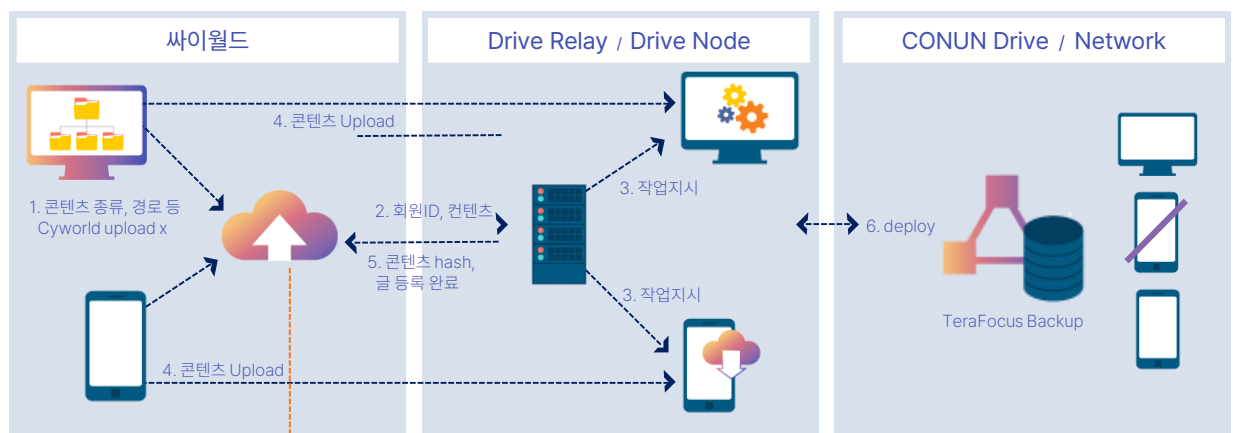 싸이월드
Drive Relay / Drive Node
CONUN Drive / Network
4. 콘텐츠 Upload
1. 콘텐츠 종류, 경로 등
Cyworld upload x
2. 회원ID, 컨텐츠
3. 작업지시
5. 콘텐츠 hash,
글 등록 완료
3. 작업지시
4. 콘텐츠 Upload
6. deploy
TeraFocus Backup